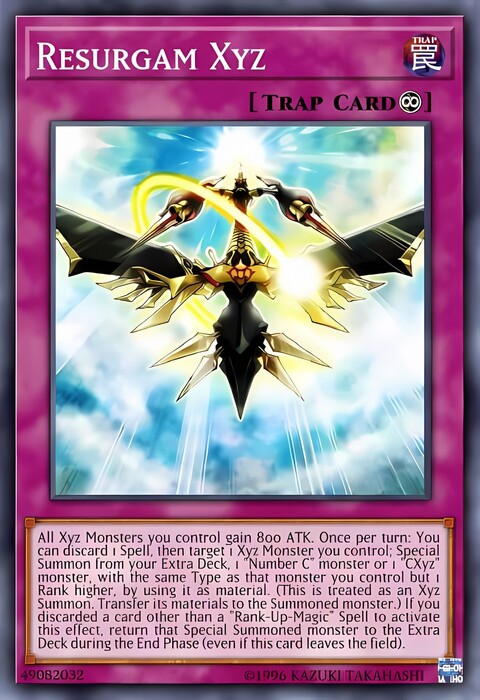 Resurgam Xyz
TRAP
罠
[Trap Card]
All Xyz Monsters you control gain 800 ATK. Once per turn: You
can discard 1 Spell, then target 1 Xyz Monster you control; Special
Summon from your Extra Deck, 1 "Number C" monster or 1 "CXyz"
monster, with the same Type as that monster you control but 1
Rank higher, by using it as material. (This is treated as an Xyz
Summon. Transfer its materials to the Summoned monster.) If you
discarded a card other than a "Rank-Up-Magic" Spell to activate
this effect, return that Special Summoned monster to the Extra
Deck during the End Phase (even if this card leaves the field).
49082032
©1996 KAZUKI TAKAHASHI